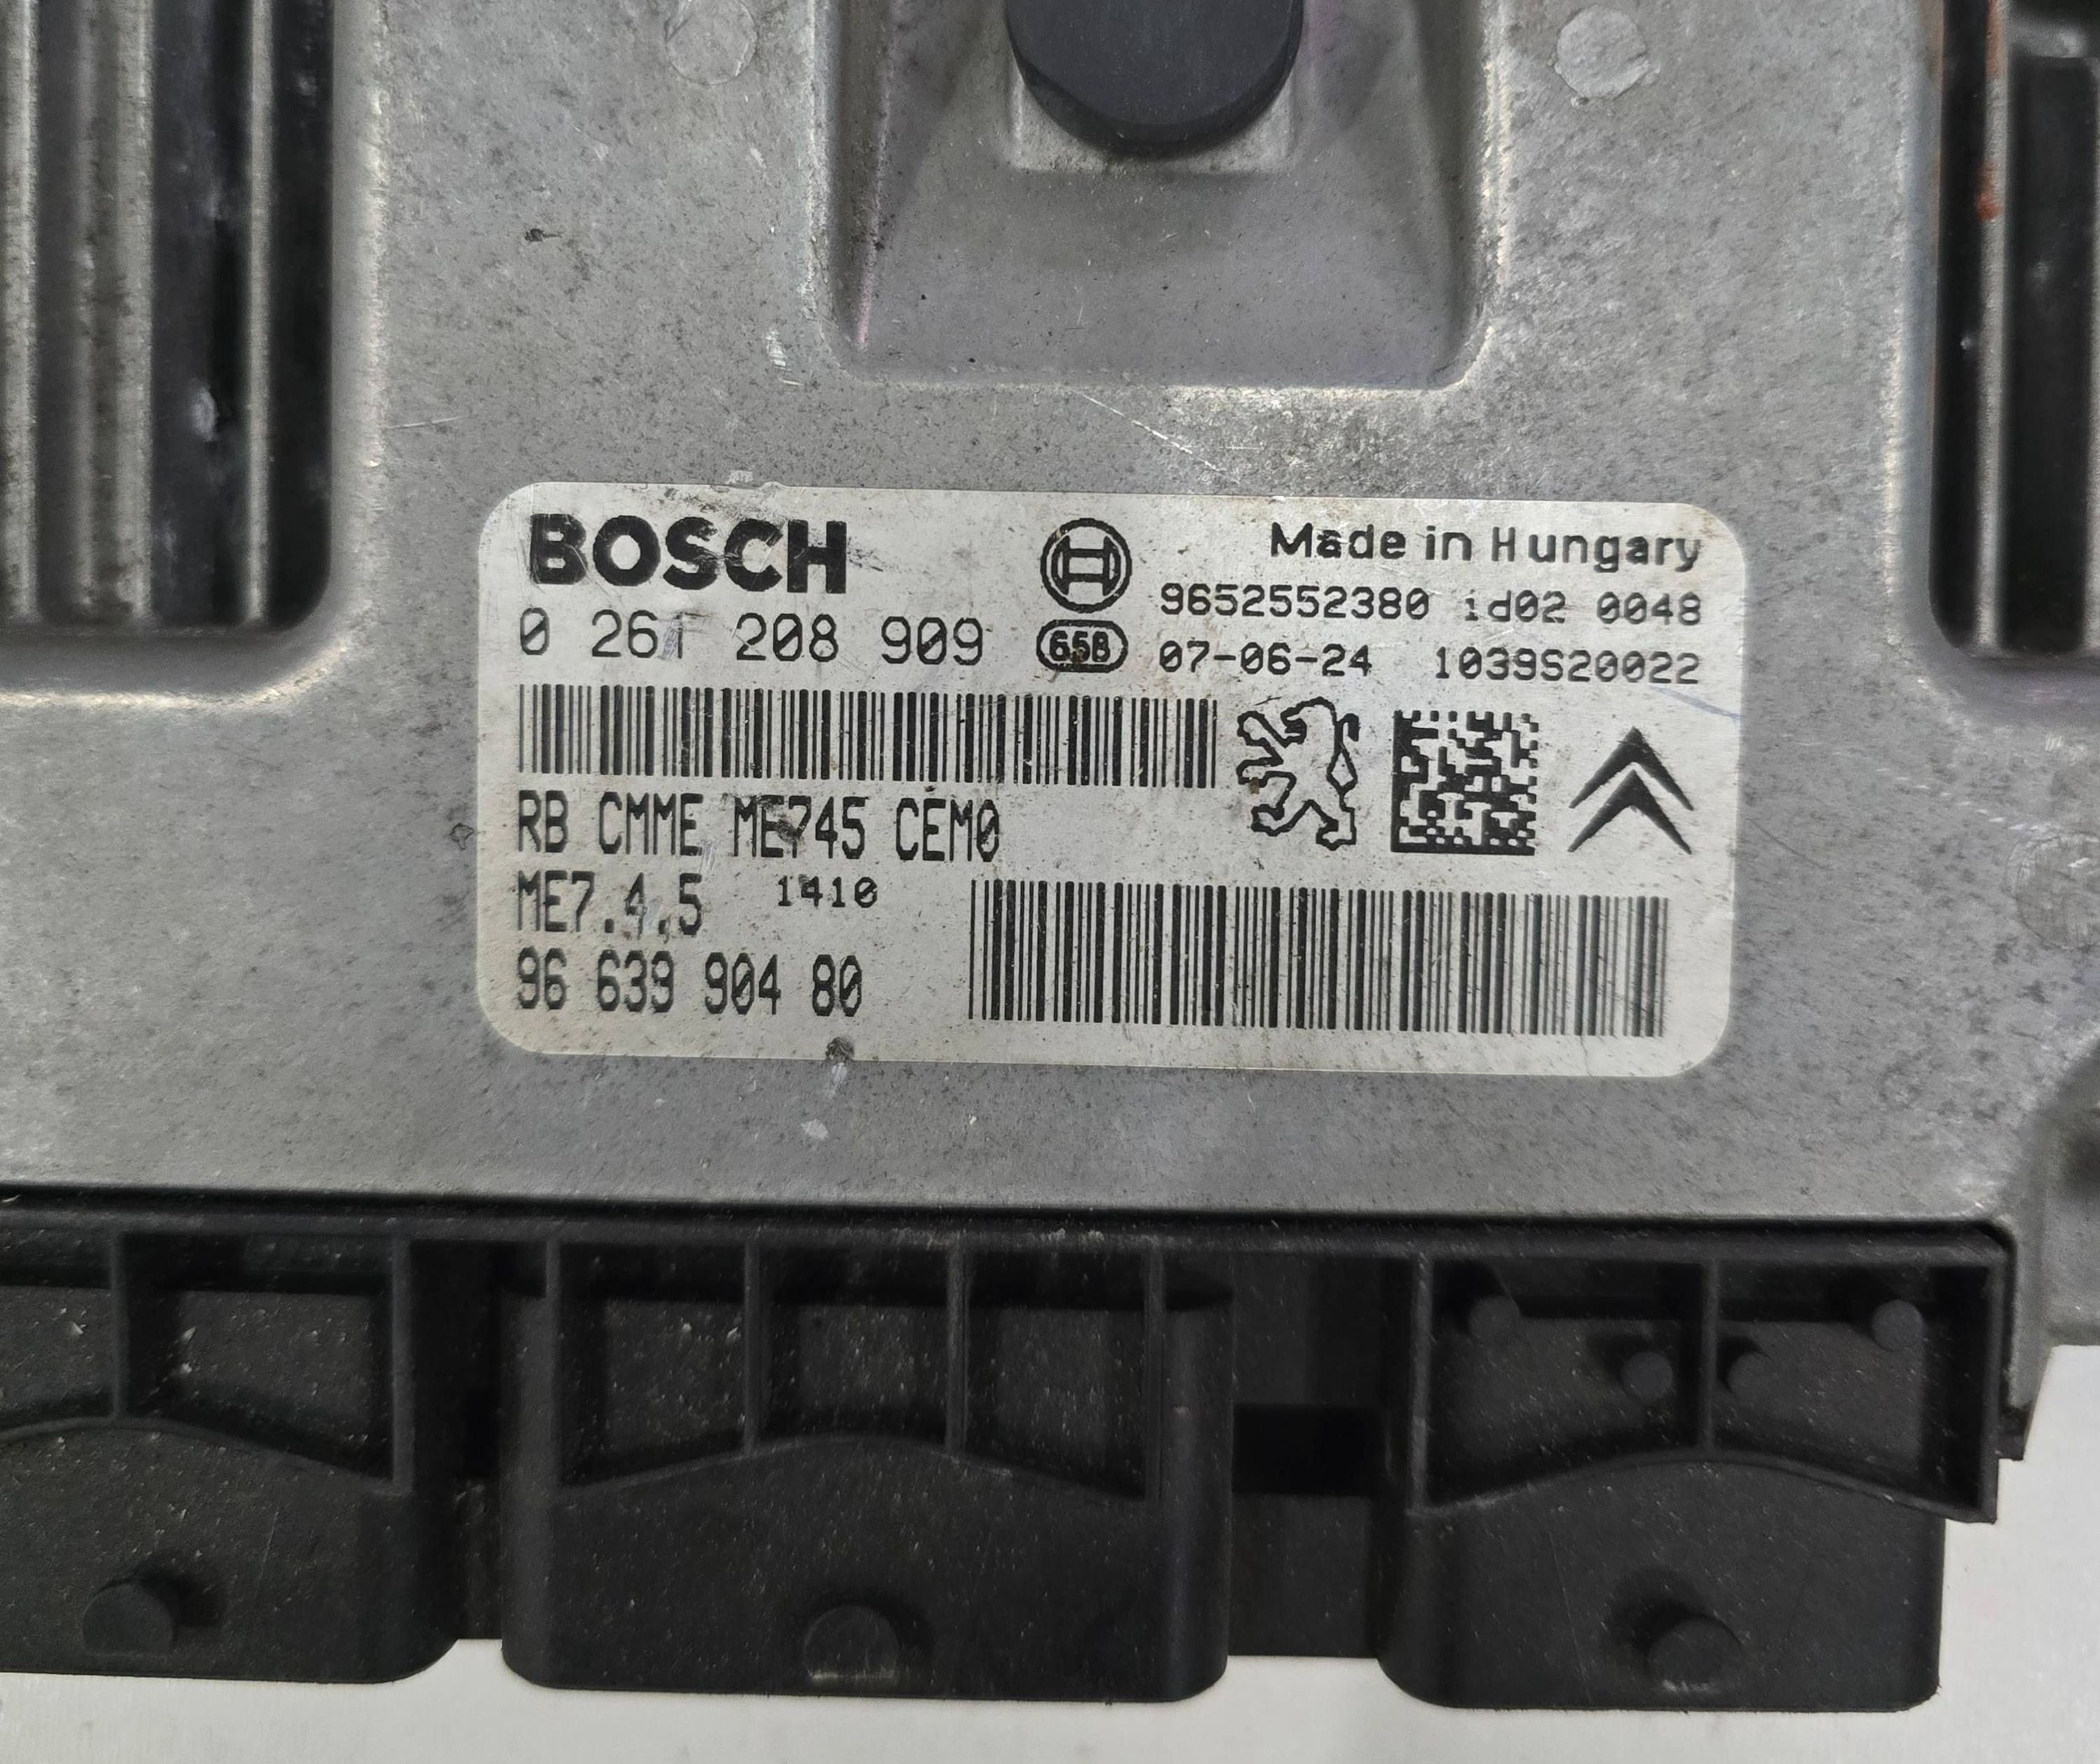 BOSCH
Made in Hungary
9652552380 id02 0048
0 261 208 909
65B
07-06-24 1039S20022
RB CMME ME745 CEM0
ME7.4.5 1410
96 639 904 80